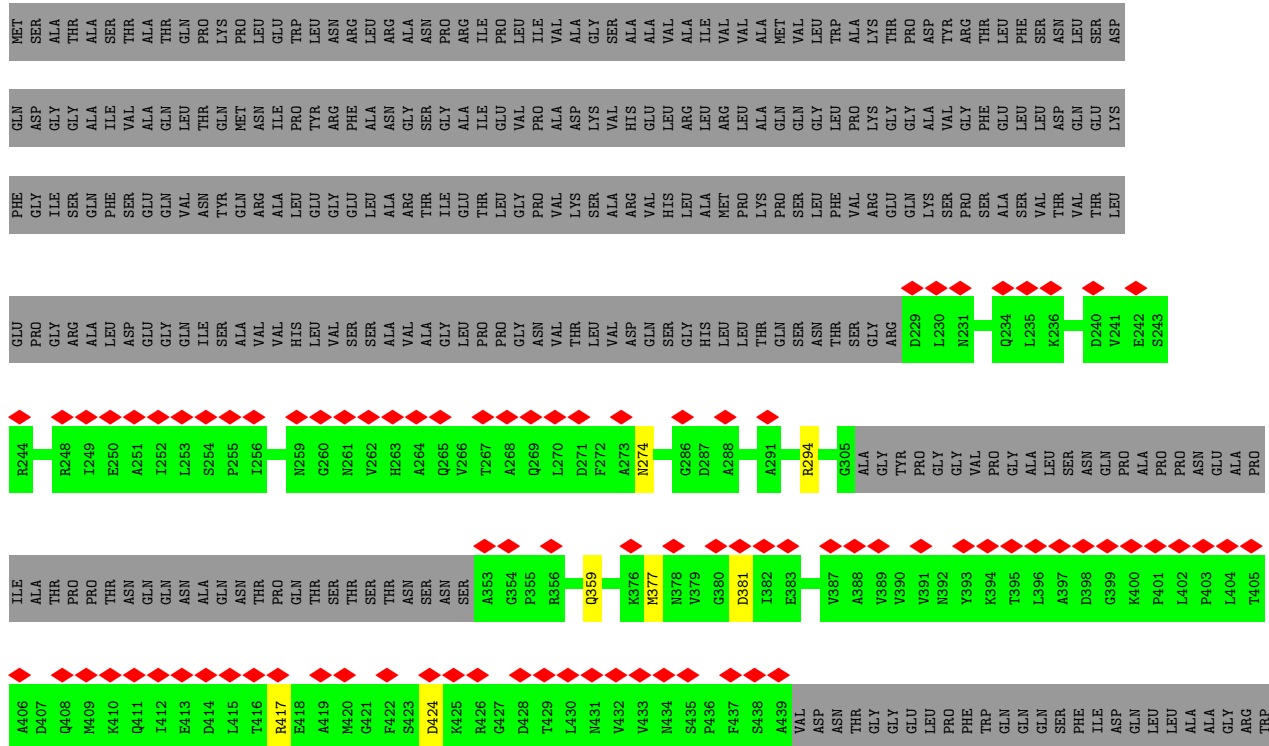 MET SER ALA THR ALA SER THR ALA THR GLN PRO LYS PRO LEU GLU TRP LEU ASN ARG LEU ARG ALA ASN PRO ARG ILE PRO LEU ILE VAL ALA GLY SER ALA ALA VAL ALA ILE VAL VAL ALA MET VAL LEU TRP ALA LYS THR PRO ASP TYR ARG THR LEU PHE SER ASN LEU SER ASP
GLN ASP GLY GLY ALA ILE VAL ALA GLN LEU THR GLN MET ASN ILE PRO TYR ARG PHE ALA ASN GLY SER GLY ALA ILE GLU VAL PRO ALA ASP LYS VAL HIS GLU LEU ARG LEU ARG LEU ALA GLN GLN GLY LEU PRO LYS GLY GLY ALA VAL GLY PHE GLU LEU LEU ASP GLN GLU LYS
PHE GLY ILE SER GLN PHE SER GLU GLN VAL ASN TYR GLN ARG ALA LEU GLU GLY GLU LEU ALA ARG THR ILE GLU THR LEU GLY PRO VAL LYS SER ALA ARG VAL HIS LEU ALA MET PRO LYS PRO SER LEU PHE VAL ARG GLU GLN LYS SER PRO SER ALA SER VAL THR VAL THR LEU
GLU PRO GLY ARG ALA LEU ASP GLU GLY GLN ILE SER ALA VAL VAL HIS LEU VAL SER SER ALA VAL ALA GLY LEU PRO PRO GLY ASN VAL THR LEU VAL ASP GLN SER GLY HIS LEU LEU THR GLN SER ASN THR SER GLY ARG D229 L230 N231 Q234 L235 K236 D240 V241 E242 S243
R244 R248 I249 E250 A251 I252 L253 S254 P255 I256 N259 G260 N261 V262 H263 A264 Q265 V266 T267 A268 Q269 L270 D271 F272 A273 N274 G286 D287 A288 A291 R294 G305 ALA GLY TYR PRO GLY GLY VAL PRO GLY ALA LEU SER ASN GLN PRO ALA PRO PRO ASN GLU ALA PRO
ILE ALA THR PRO PRO THR ASN GLN GLN ASN ALA GLN ASN THR PRO GLN THR SER THR SER THR ASN SER ASN SER A353 G354 P355 R356 Q359 K376 M377 N378 V379 G380 D381 I382 E383 V387 A388 V389 V390 V391 N392 Y393 K394 T395 L396 A397 D398 G399 K400 P401 L402 P403 L404 T405
A406 D407 Q408 M409 K410 Q411 I412 E413 D414 L415 T416 R417 E418 A419 M420 G421 F422 S423 D424 K425 R426 G427 D428 T429 L430 N431 V432 V433 N434 S435 P436 F437 S438 A439 VAL ASP ASN THR GLY GLY GLU LEU PRO PHE TRP GLN GLN GLN SER PHE ILE ASP GLN LEU LEU ALA ALA GLY ARG TRP